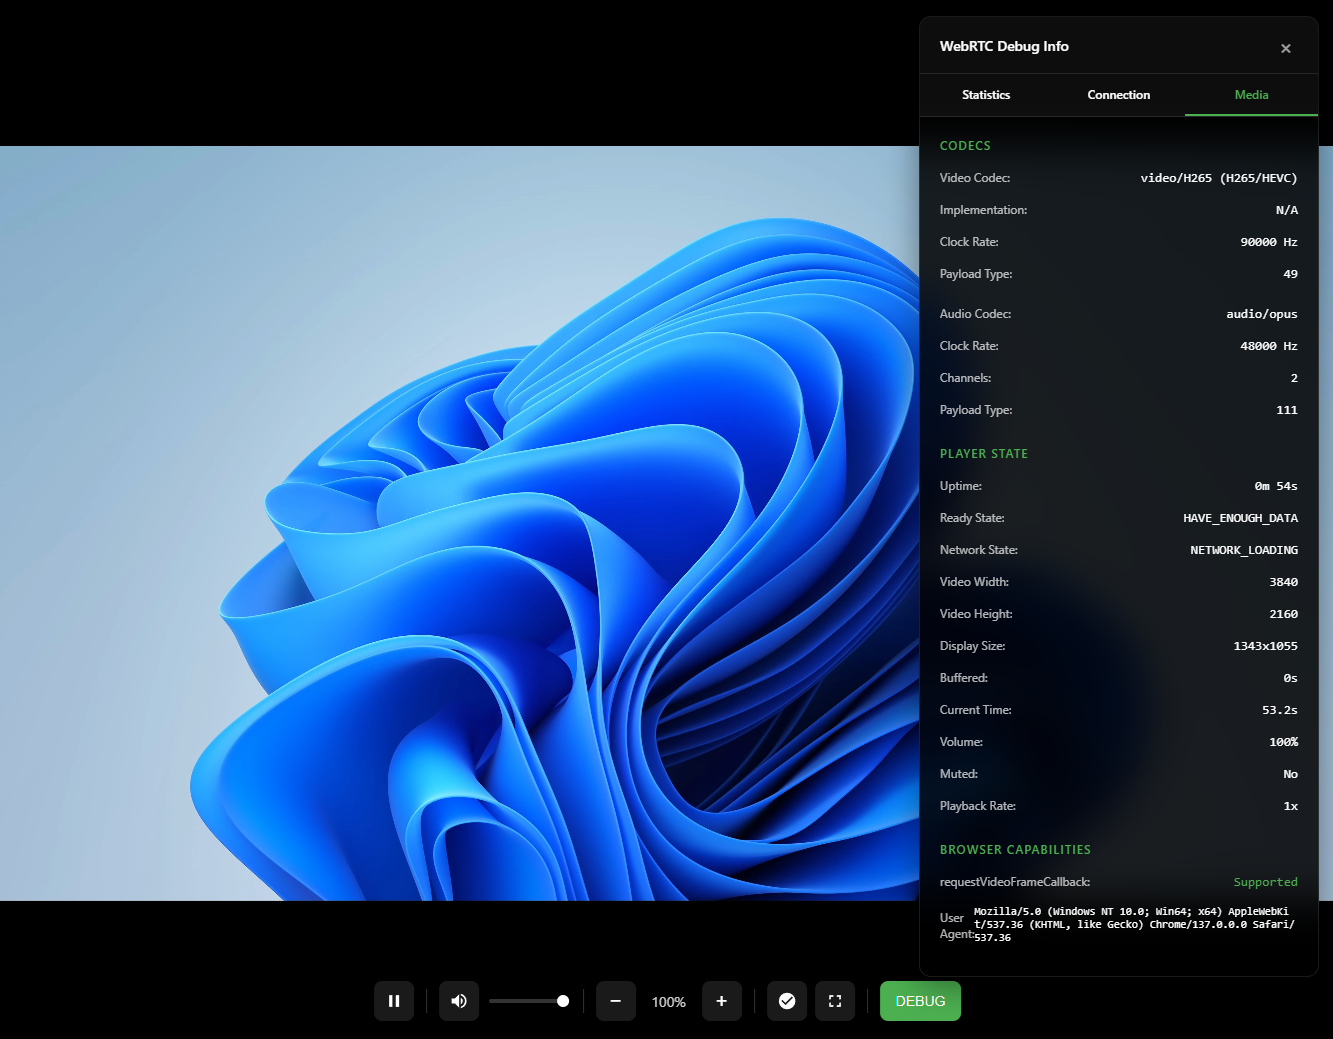 WebRTC Debug Info
Statistics Connection Media
CODECS
Video Codec: video/H265 (H265/HEVC)
Implementation: N/A
Clock Rate: 90000 Hz
Payload Type: 49
Audio Codec: audio/opus
Clock Rate: 48000 Hz
Channels: 2
Payload Type: 111
PLAYER STATE
Uptime: 0m 54s
Ready State: HAVE_ENOUGH_DATA
Network State: NETWORK_LOADING
Video Width: 3840
Video Height: 2160
Display Size: 1343x1055
Buffered: 0s
Current Time: 53.2s
Volume: 100%
Muted: No
Playback Rate: 1x
BROWSER CAPABILITIES
requestVideoFrameCallback: Supported
User Agent:
Mozilla/5.0 (Windows NT 10.0; Win64; x64) AppleWebKi
t/537.36 (KHTML, like Gecko) Chrome/137.0.0.0 Safari/
537.36
100%
DEBUG